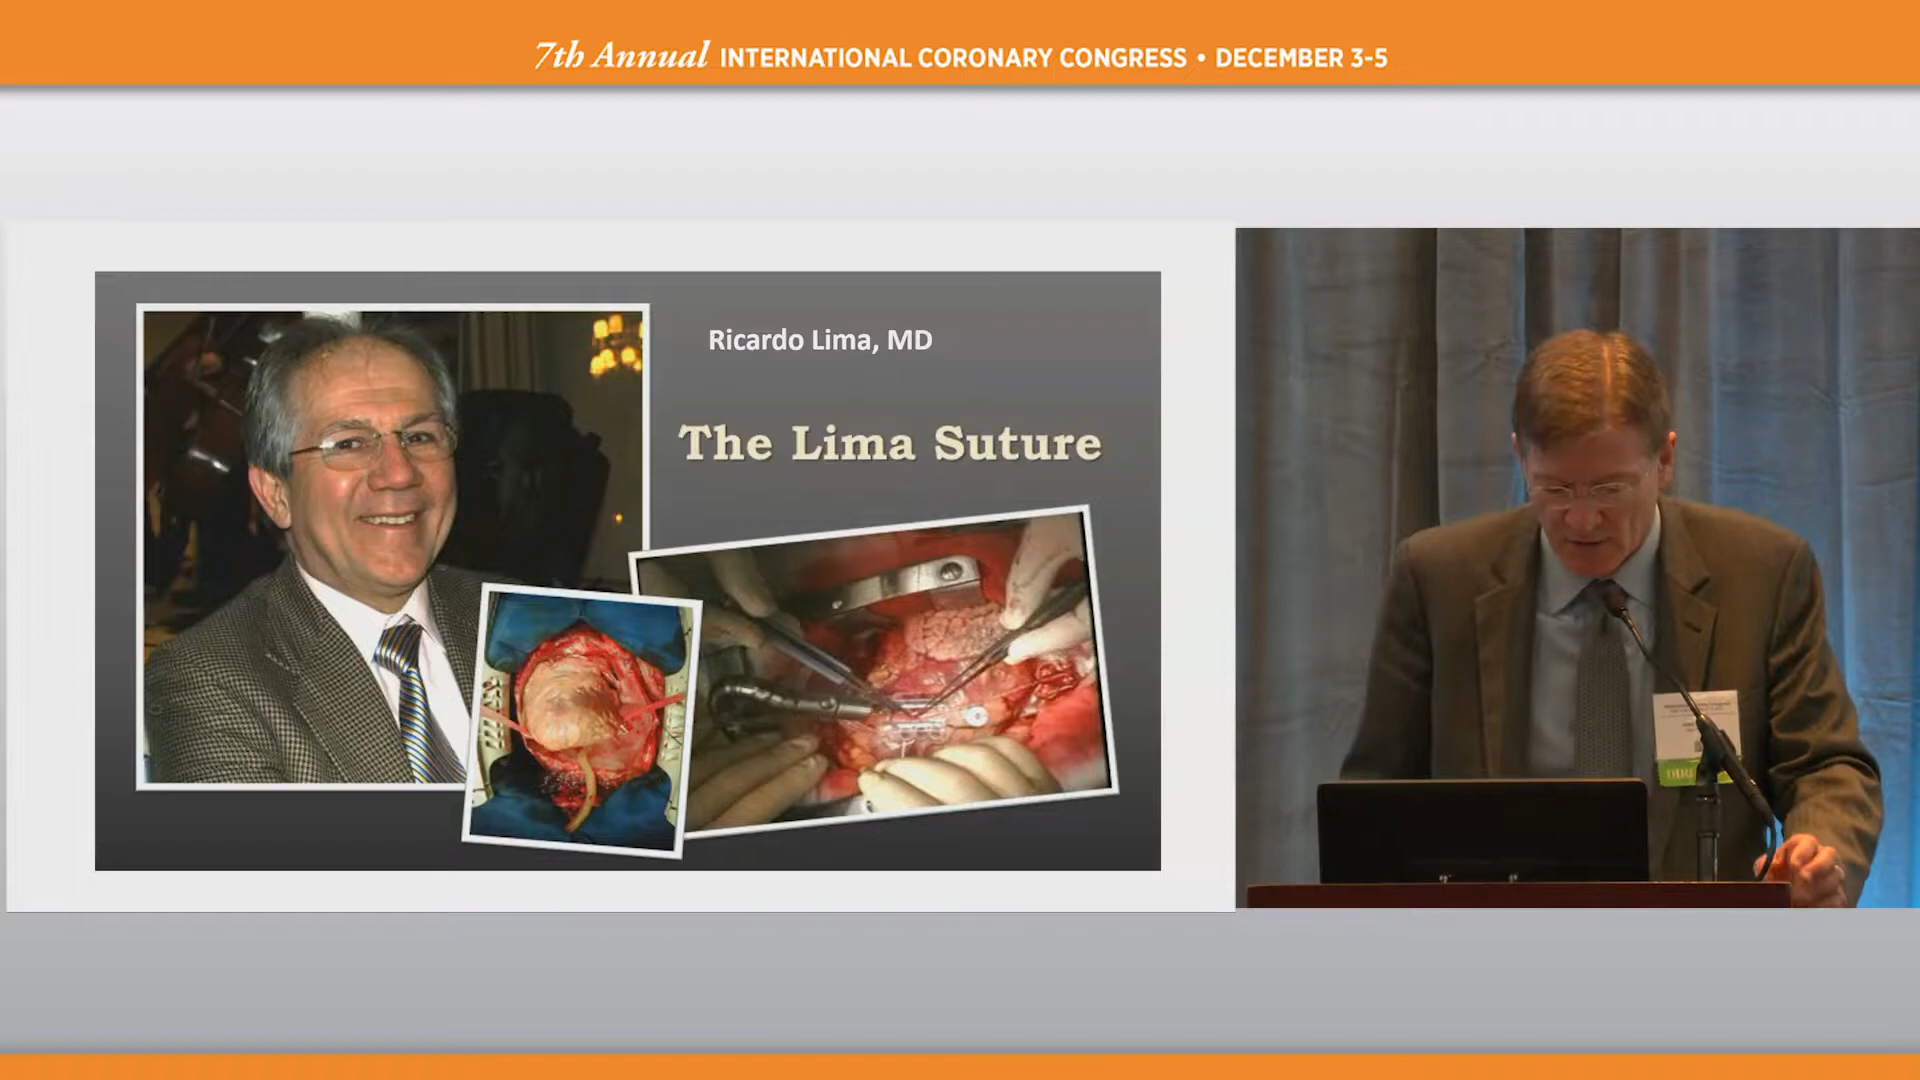 7th Annual INTERNATIONAL CORONARY CONGRESS • DECEMBER 3-5
Ricardo Lima, MD
The Lima Suture